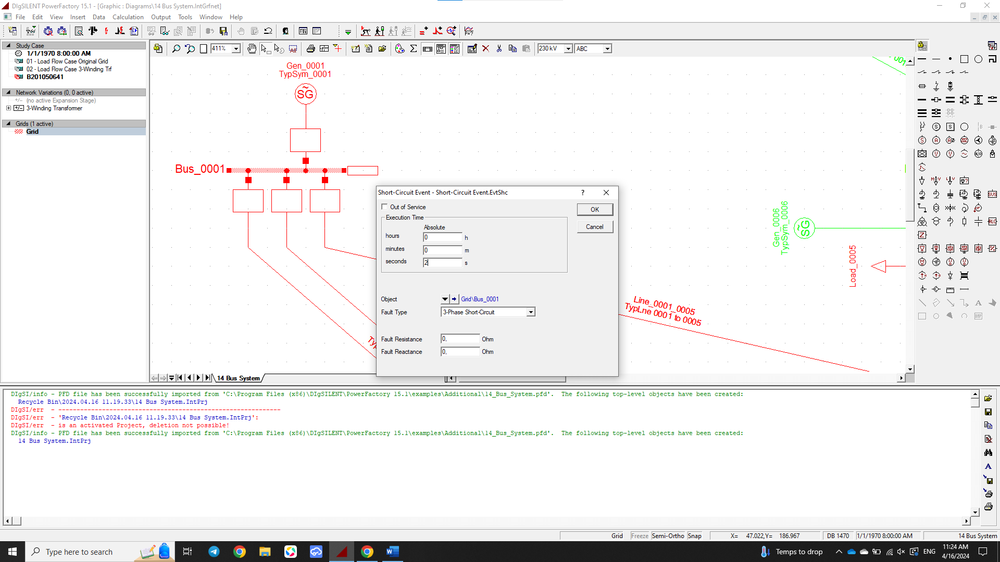 DIgSILENT PowerFactory 15.1 - [Graphic : Diagrams\14 Bus System.IntGrfnet]
File Edit View Insert Data Calculation Output Tools Window Help
411%
230 kV
ABC
Study Case
1/1/1970 8:00:00 AM
01 - Load Flow Case Original Grid
02 - Load Flow Case 3-Winding Trf
B201050641
Network Variations (0, 0 active)
(no active Expansion Stage)
3-Winding Transformer
Grids (1 active)
Grid
Gen_0001
TypSym_0001
SG
Bus_0001
Short-Circuit Event - Short-Circuit Event.EvtShc
Out of Service
OK
Cancel
Execution Time
Absolute
hours 0 h
minutes 0 m
seconds 2 s
Object Grid\Bus_0001
Fault Type 3-Phase Short-Circuit
Fault Resistance 0, Ohm
Fault Reactance 0, Ohm
Gen_0006
TypSym_0006
SG
Load_0005
Line_0001_0005
TypLne 0001 to 0005
14 Bus System
DIgSI/info - PFD file has been successfully imported from 'C:\Program Files (x86)\DIgSILENT\PowerFactory 15.1\examples\Additional\14_Bus_System.pfd'. The following top-level objects have been created:
Recycle Bin\2024.04.16 11.19.33\14 Bus System.IntPrj
DIgSI/err - -------------------------------------------------------------
DIgSI/err - 'Recycle Bin\2024.04.16 11.19.33\14 Bus System.IntPrj':
DIgSI/err - is an activated Project, deletion not possible!
DIgSI/info - PFD file has been successfully imported from 'C:\Program Files (x86)\DIgSILENT\PowerFactory 15.1\examples\Additional\14_Bus_System.pfd'. The following top-level objects have been created:
14 Bus System.IntPrj
Grid Freeze Semi-Ortho Snap X= 47.022,Y= 186.967 DB 1470 1/1/1970 8:00:00 AM 14 Bus System
Type here to search
Temps to drop
ENG
11:24 AM
4/16/2024